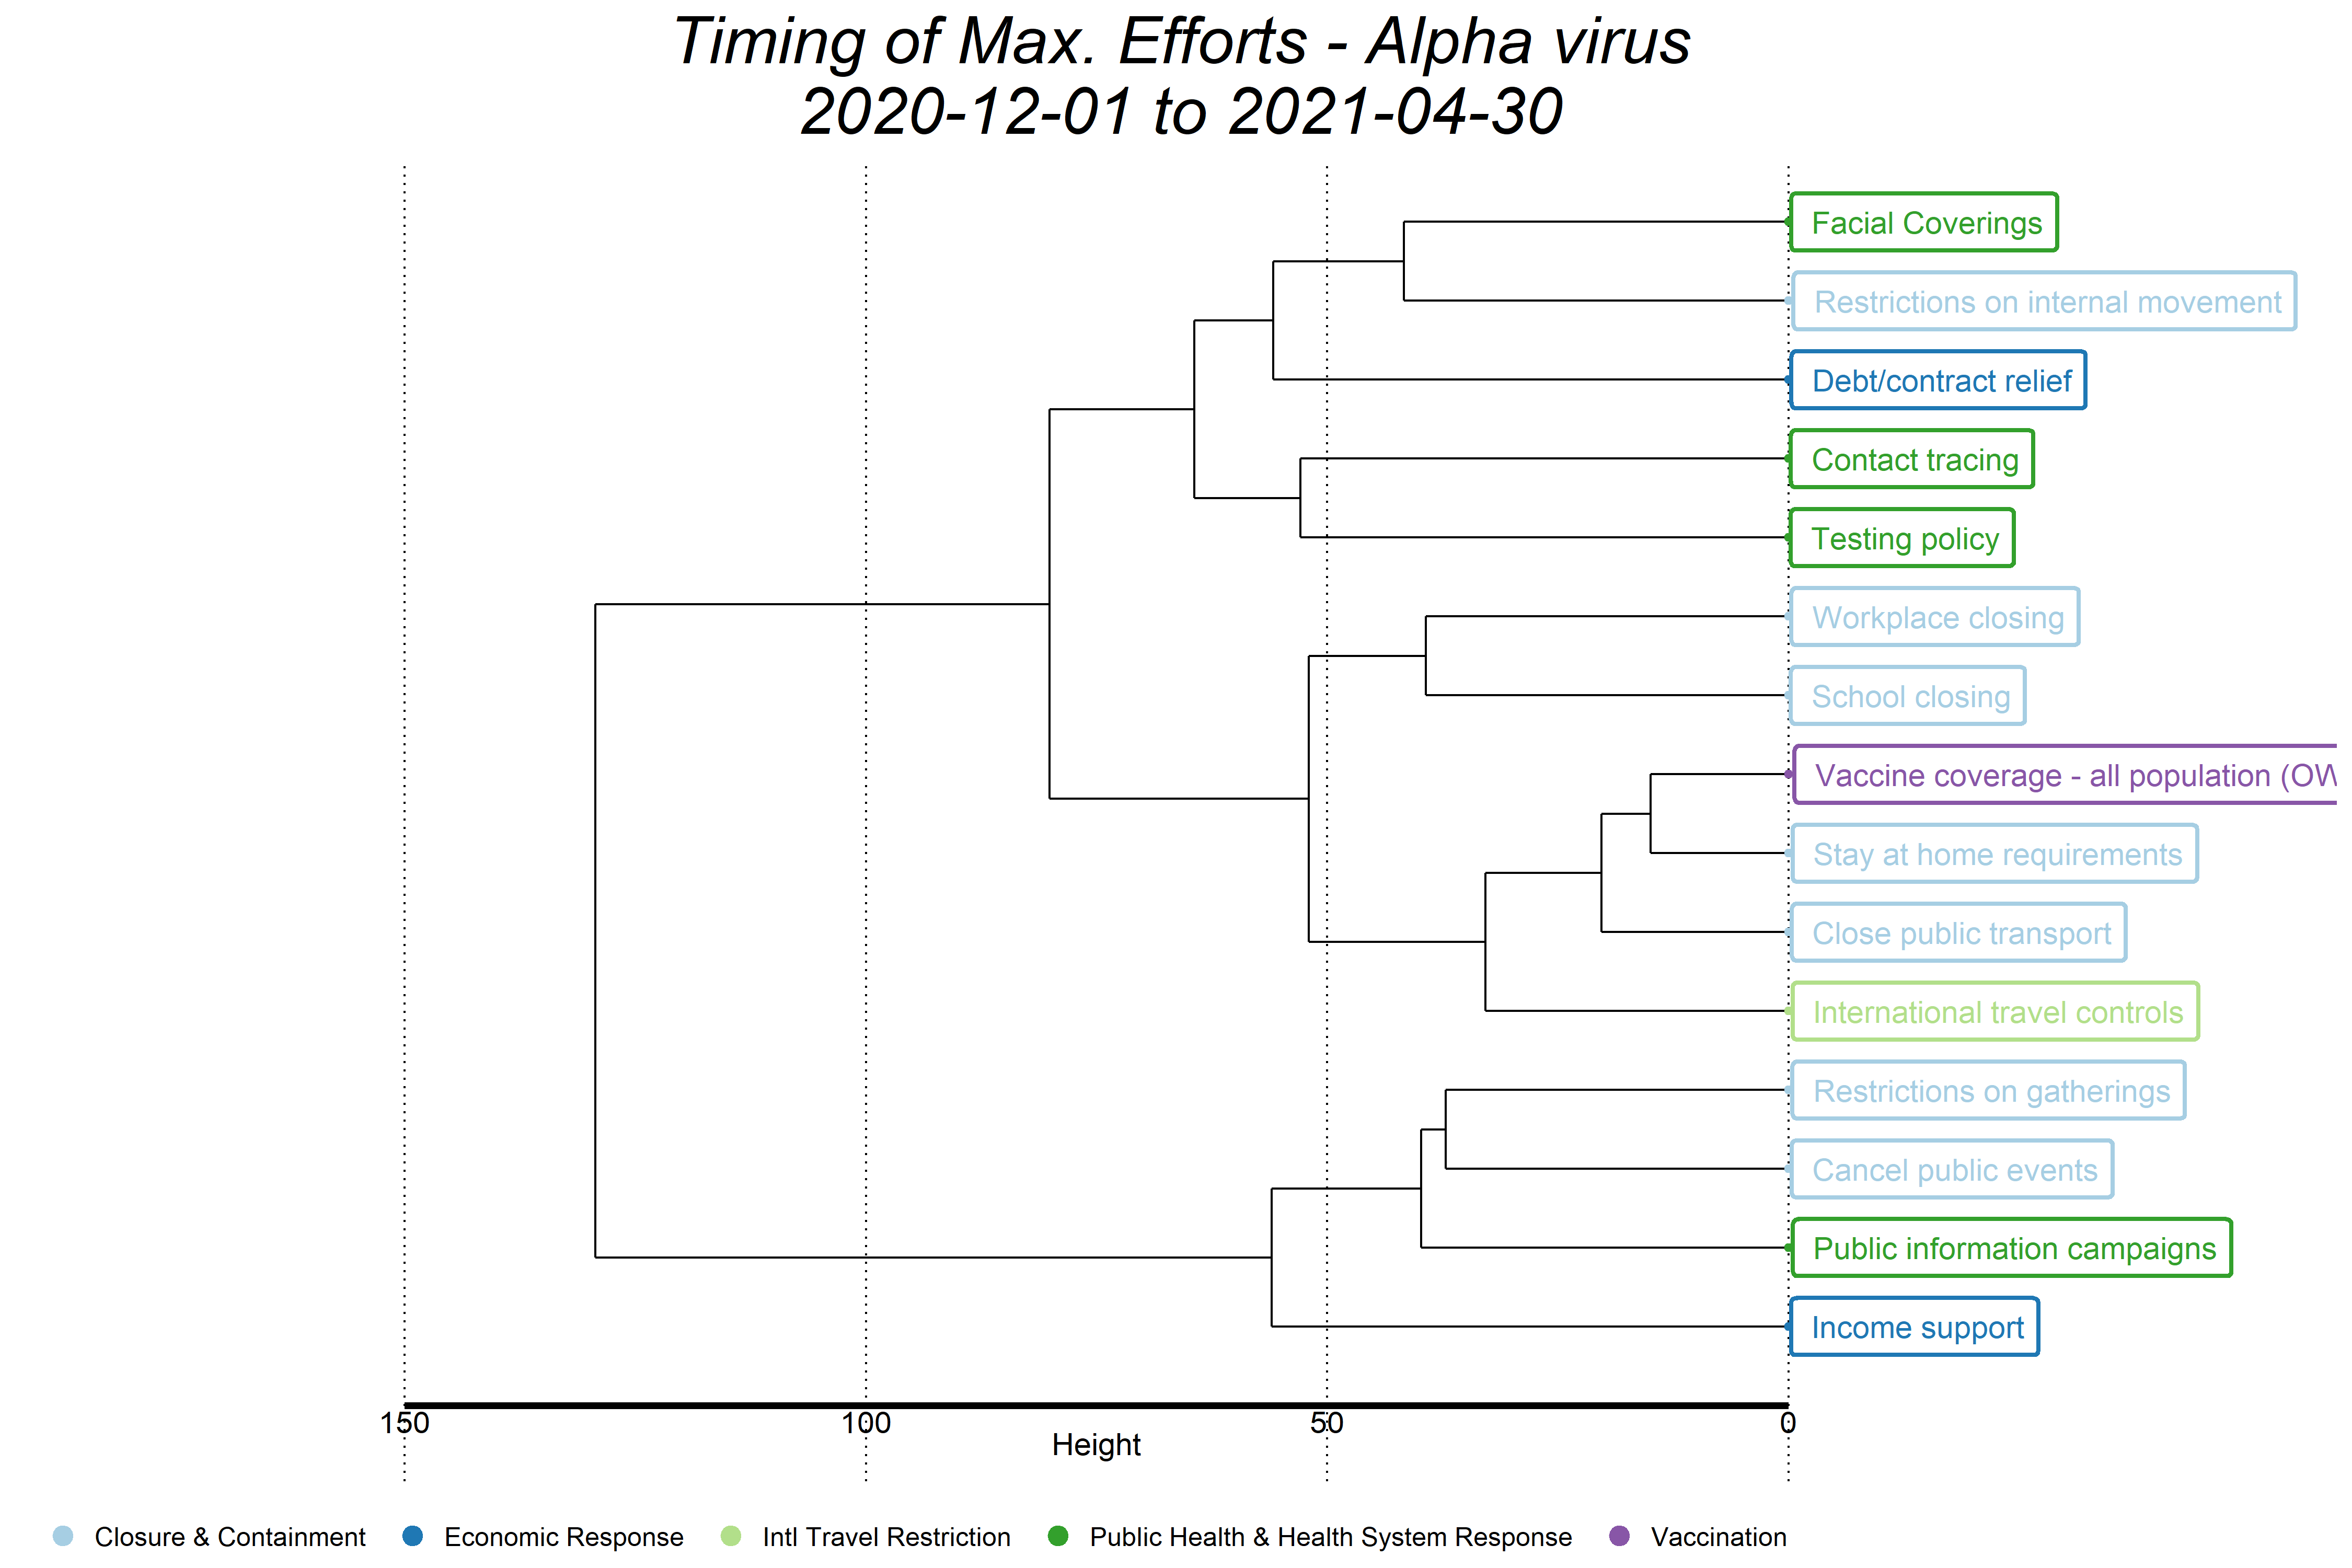 Timing of Max. Efforts - Alpha virus
2020-12-01 to 2021-04-30
Facial Coverings
Restrictions on internal movement
Debt/contract relief
Contact tracing
Testing policy
Workplace closing
School closing
Vaccine coverage - all population (OW
Stay at home requirements
Close public transport
International travel controls
Restrictions on gatherings
Cancel public events
Public information campaigns
Income support
150 100 50 0
Height
Closure & Containment Economic Response Intl Travel Restriction Public Health & Health System Response Vaccination